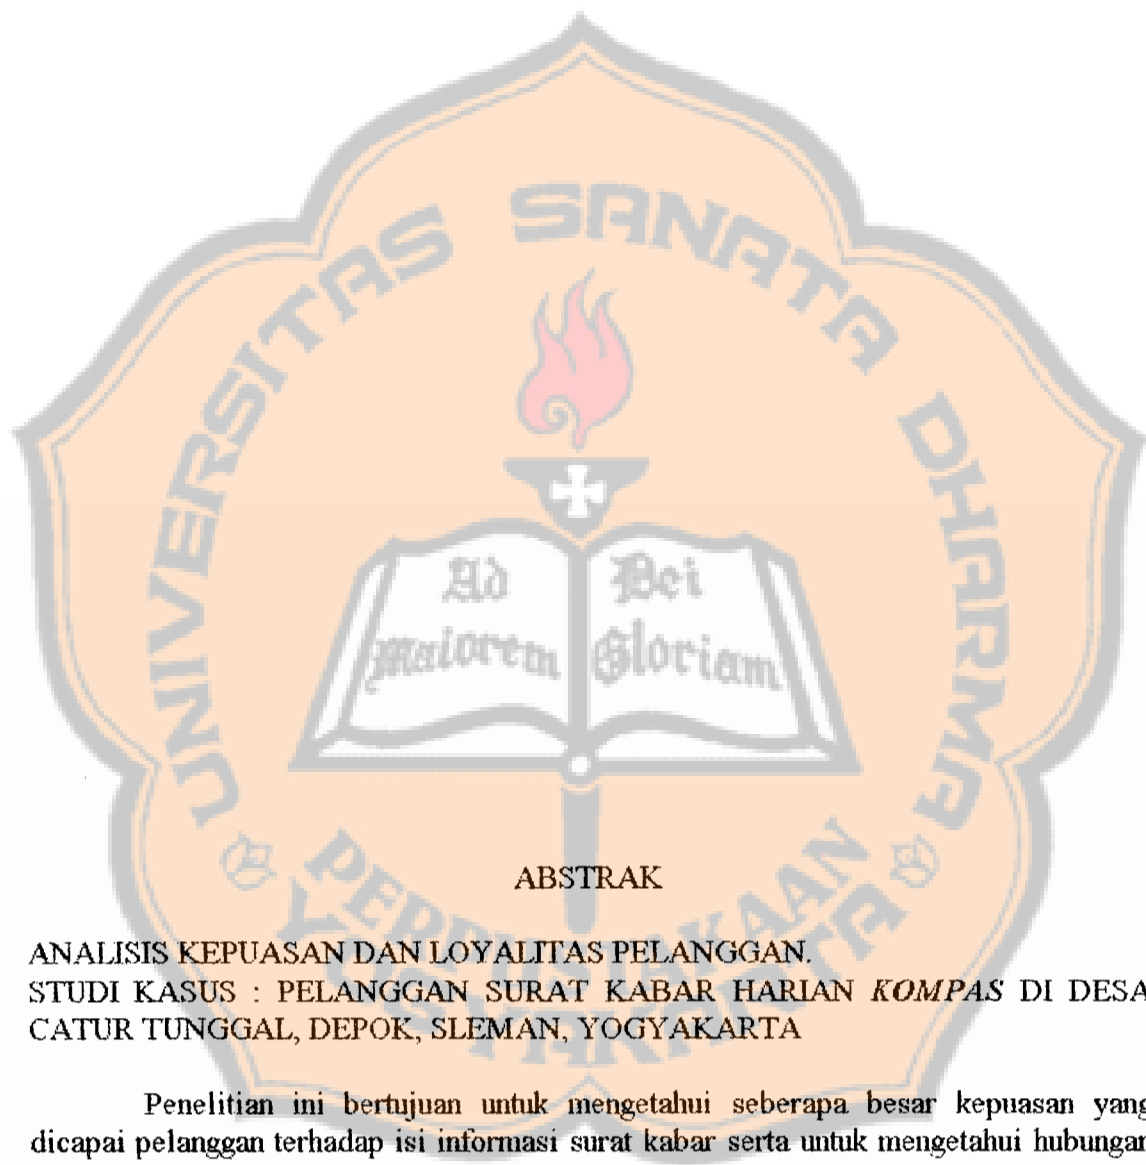 UNIVERSITAS SANATA DHARMA
Ad Dei
maiorem Gloriam
PERPUSTAKAAN
YOGYAKARTA
ABSTRAK
ANALISIS KEPUASAN DAN LOYALITAS PELANGGAN.
STUDI KASUS : PELANGGAN SURAT KABAR HARIAN KOMPAS DI DESA
CATUR TUNGGAL, DEPOK, SLEMAN, YOGYAKARTA
Penelitian ini bertujuan untuk mengetahui seberapa besar kepuasan yang
dicapai pelanggan terhadap isi informasi surat kabar serta untuk mengetahui hubungan